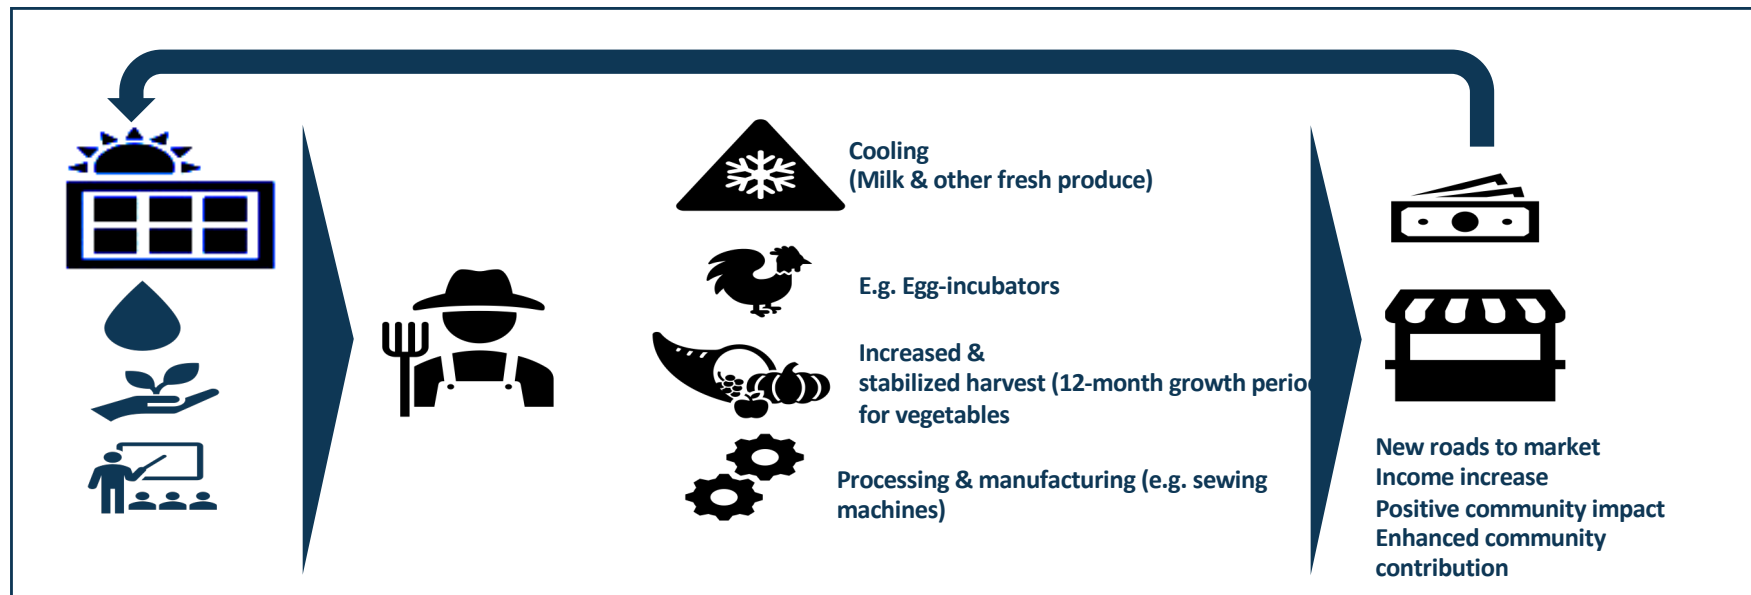 Cooling
(Milk & other fresh produce)
E.g. Egg-incubators
Increased &
stabilized harvest (12-month growth perio
for vegetables
Processing & manufacturing (e.g. sewing
machines)
New roads to market
Income increase
Positive community impact
Enhanced community
contribution